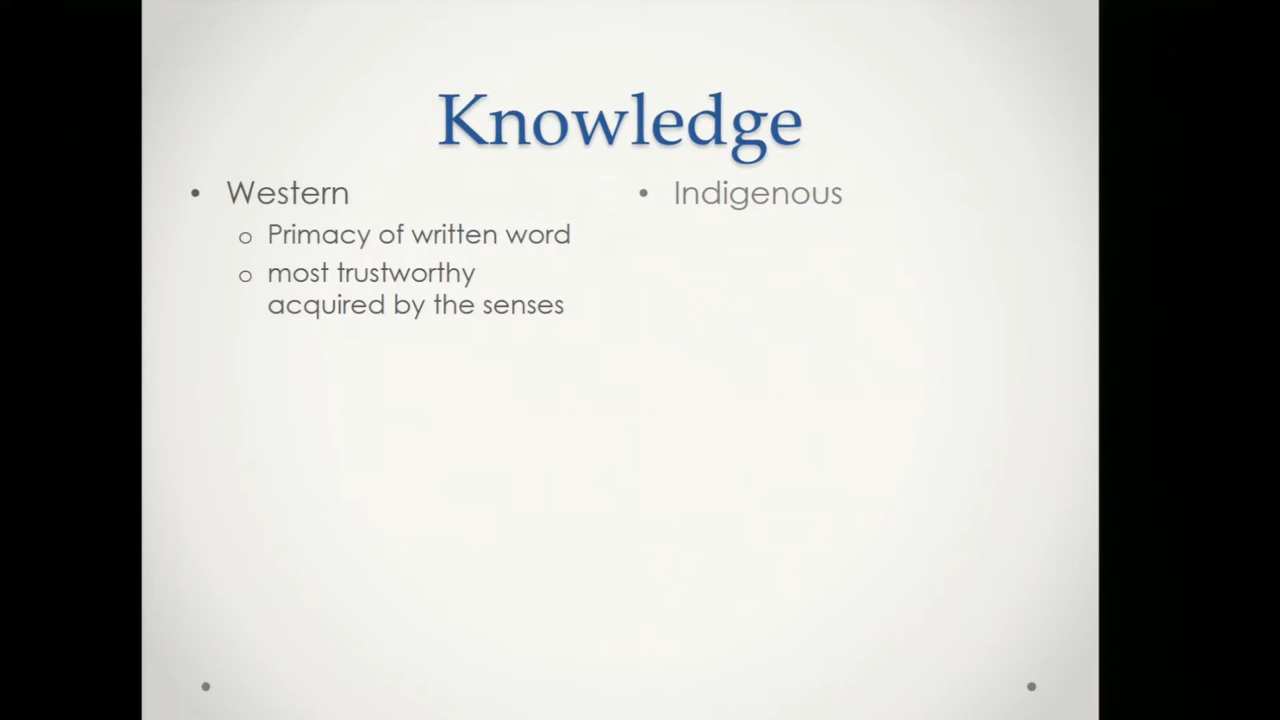 Knowledge
• Western
o Primacy of written word
o most trustworthy
acquired by the senses
• Indigenous